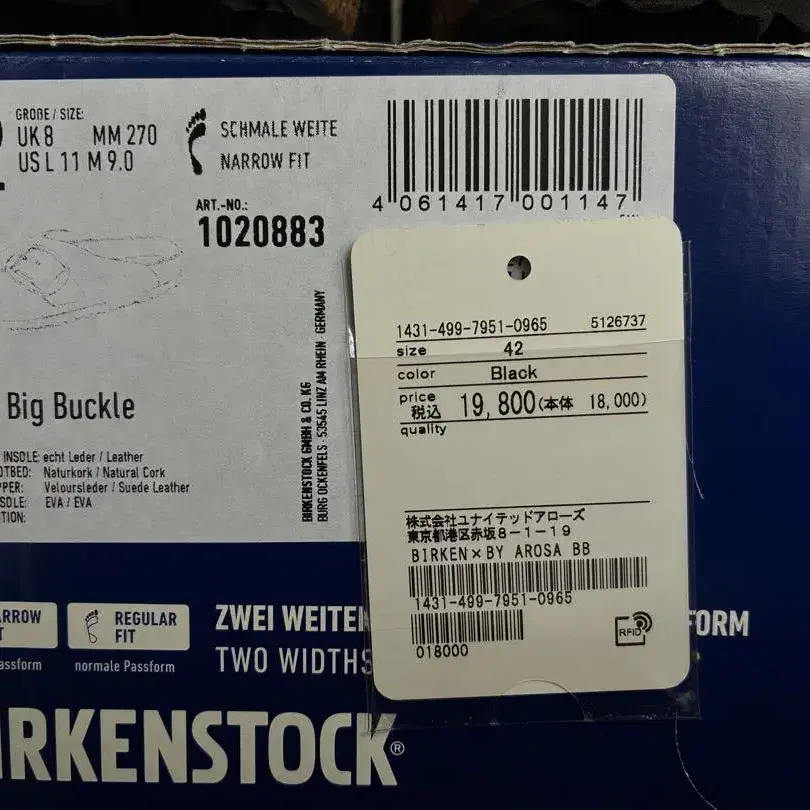 GRÖßE / SIZE:
UK 8 MM 270
US L 11 M 9.0
SCHMALE WEITE
NARROW FIT
ART.-NO.:
1020883
4 061417 001147
Big Buckle
INSOLE: echt Leder / Leather
OTBED: Naturkork / Natural Cork
PER: Veloursleder / Suede Leather
SOLE: EVA / EVA
TION:
BIRKENSTOCK GMBH & CO. KG
BURG OCKENFELS · 53545 LINZ AM RHEIN · GERMANY
1431-499-7951-0965 5126737
size 42
color Black
price
税込 19,800(本体 18,000)
quality
株式会社ユナイテッドアローズ
東京都港区赤坂8-1-19
BIRKEN×BY AROSA BB
1431-499-7951-0965
018000
RFID
ARROW
T
assform
REGULAR
FIT
normale Passform
ZWEI WEITEN
TWO WIDTHS
FORM
IRKENSTOCK®